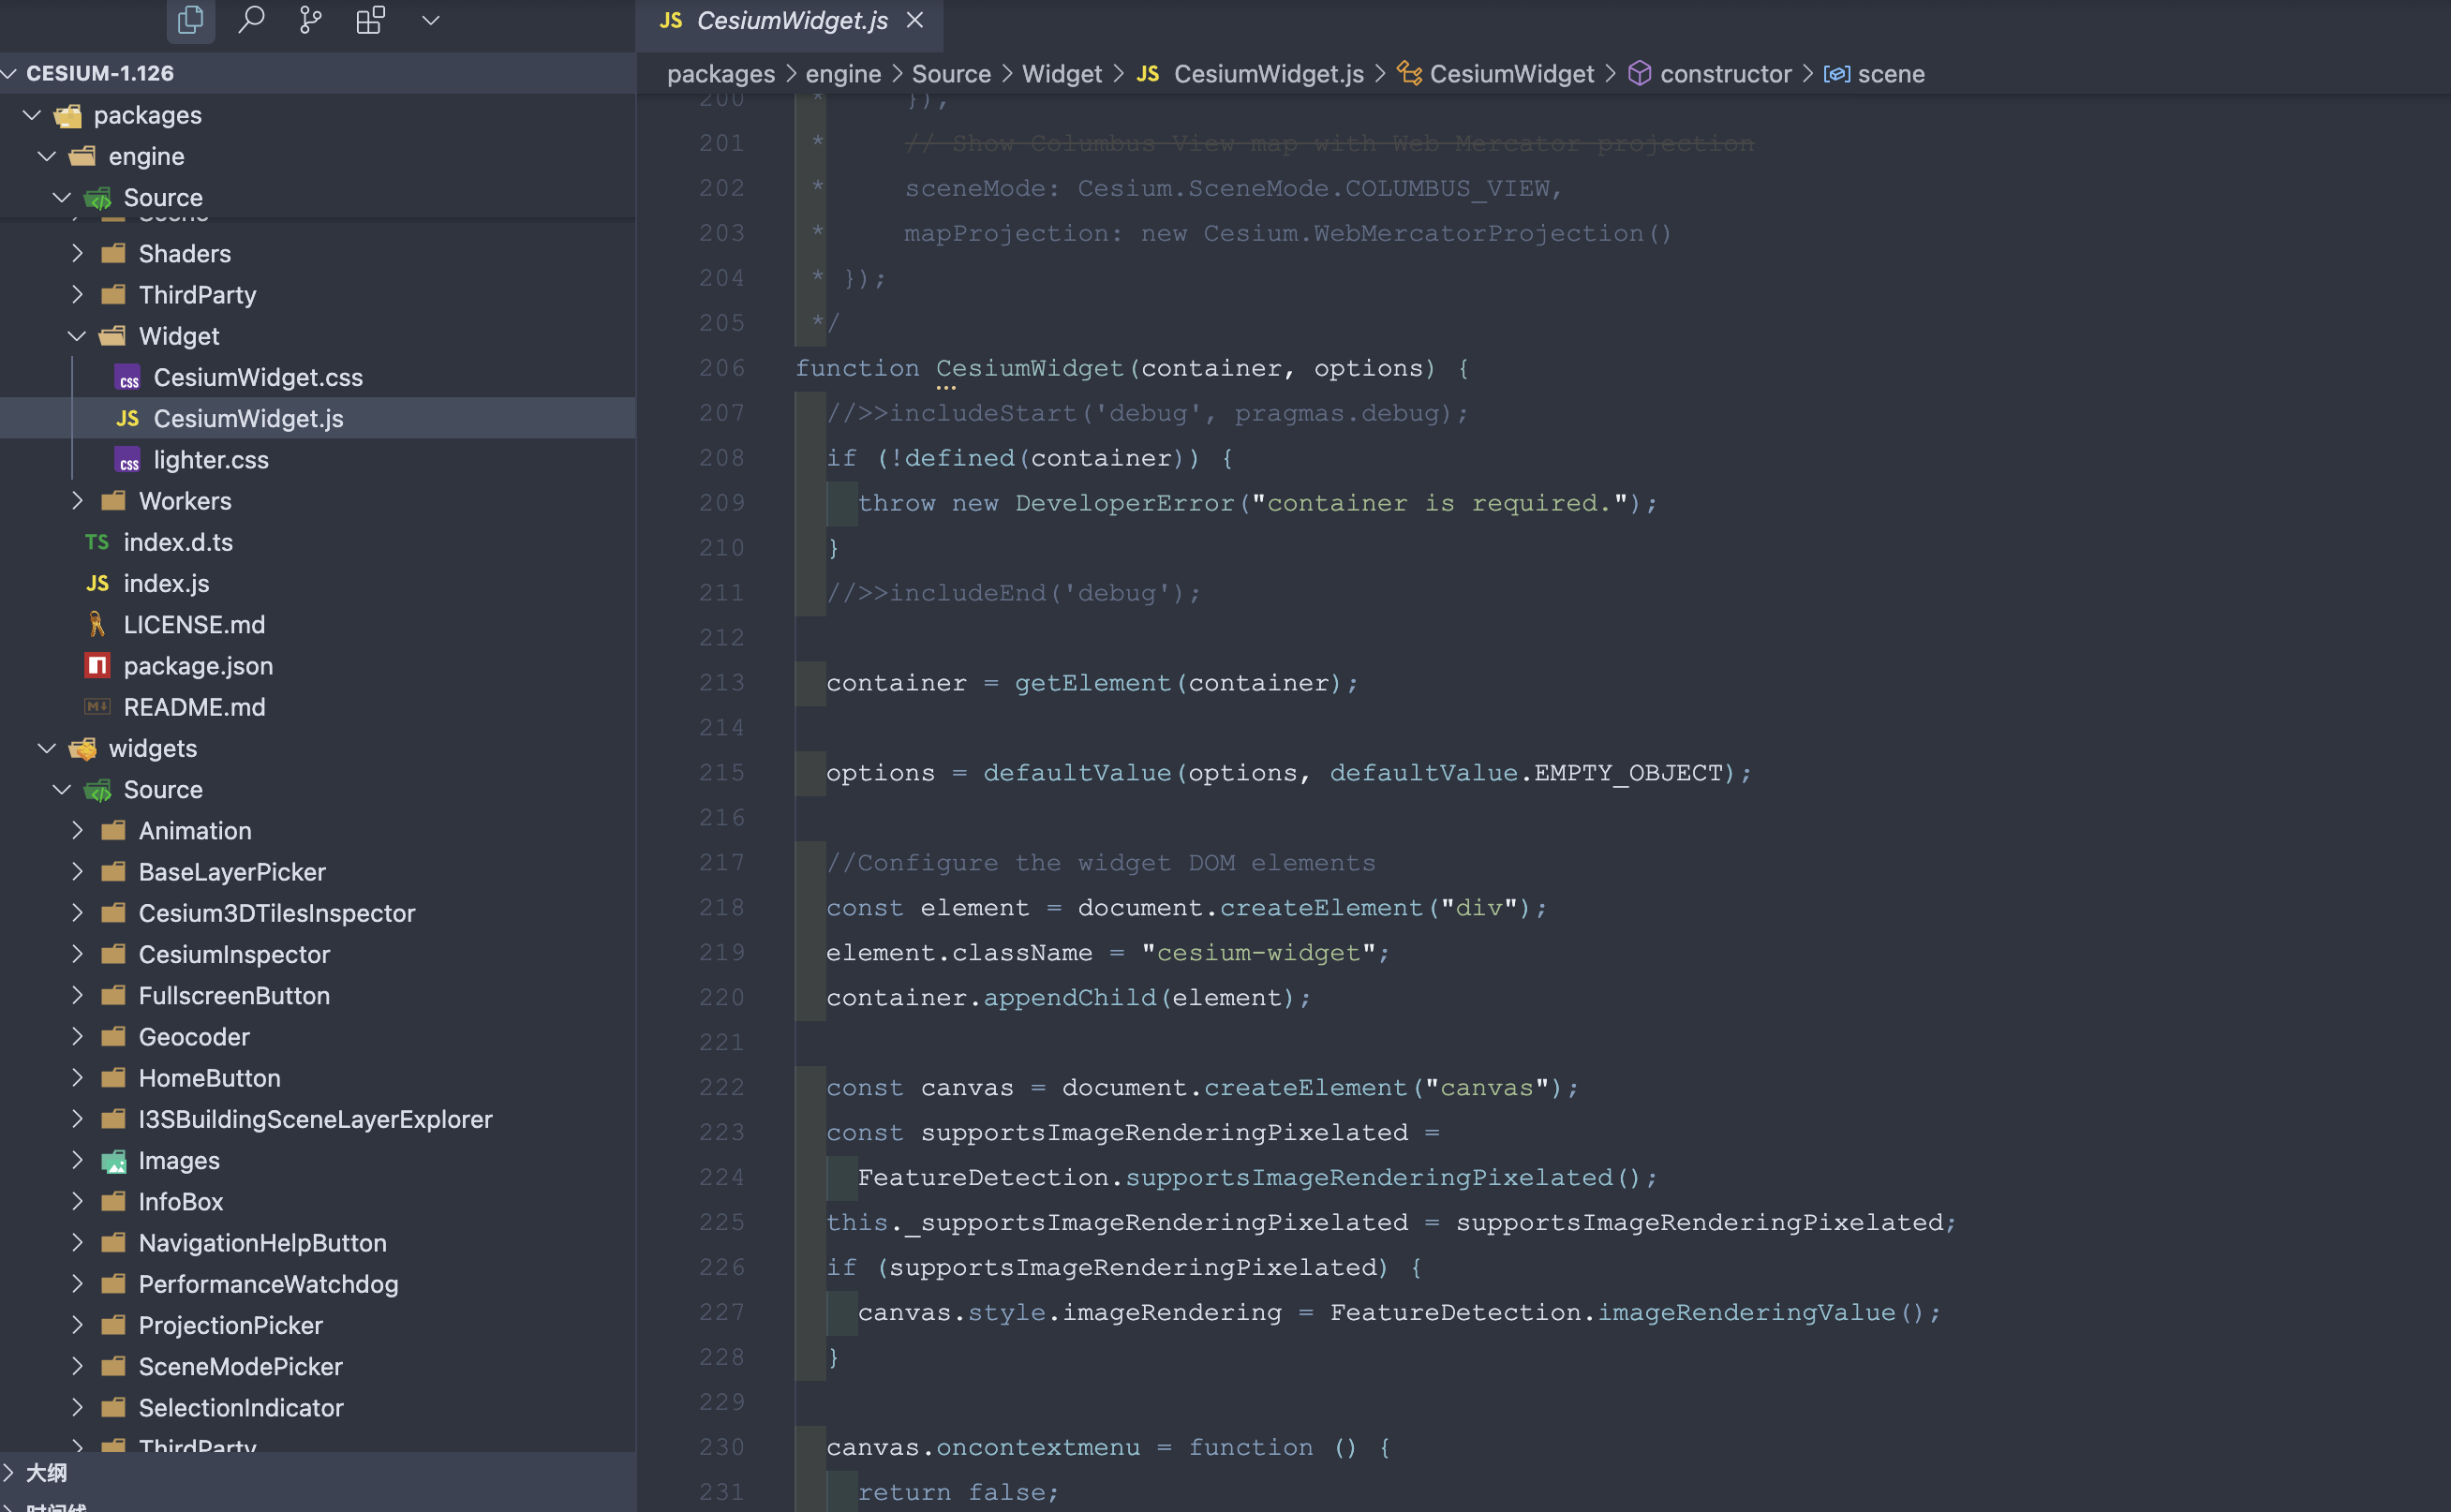 JS CesiumWidget.js
CESIUM-1.126
packages
engine
Source
Shaders
ThirdParty
Widget
CesiumWidget.css
JS CesiumWidget.js
lighter.css
Workers
TS index.d.ts
JS index.js
LICENSE.md
package.json
README.md
widgets
Source
Animation
BaseLayerPicker
Cesium3DTilesInspector
CesiumInspector
FullscreenButton
Geocoder
HomeButton
I3SBuildingSceneLayerExplorer
Images
InfoBox
NavigationHelpButton
PerformanceWatchdog
ProjectionPicker
SceneModePicker
SelectionIndicator
ThirdParty
大纲
时间线
packages > engine > Source > Widget > JS CesiumWidget.js > CesiumWidget > constructor > scene
200 *     }),
201 *     // Show Columbus View map with Web Mercator projection
202 *     sceneMode: Cesium.SceneMode.COLUMBUS_VIEW,
203 *     mapProjection: new Cesium.WebMercatorProjection()
204 * });
205 */
206 function CesiumWidget(container, options) {
207   //>>includeStart('debug', pragmas.debug);
208   if (!defined(container)) {
209     throw new DeveloperError("container is required.");
210   }
211   //>>includeEnd('debug');
212
213   container = getElement(container);
214
215   options = defaultValue(options, defaultValue.EMPTY_OBJECT);
216
217   //Configure the widget DOM elements
218   const element = document.createElement("div");
219   element.className = "cesium-widget";
220   container.appendChild(element);
221
222   const canvas = document.createElement("canvas");
223   const supportsImageRenderingPixelated =
224     FeatureDetection.supportsImageRenderingPixelated();
225   this._supportsImageRenderingPixelated = supportsImageRenderingPixelated;
226   if (supportsImageRenderingPixelated) {
227     canvas.style.imageRendering = FeatureDetection.imageRenderingValue();
228   }
229
230   canvas.oncontextmenu = function () {
231     return false;